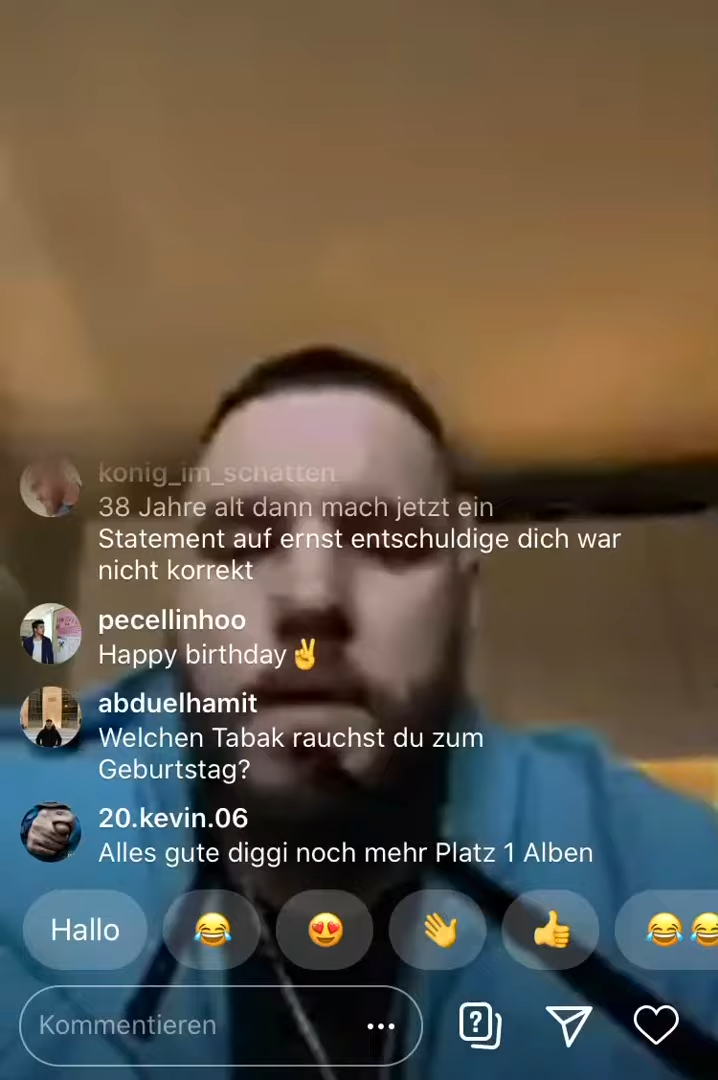 konig_im_schatten
38 Jahre alt dann mach jetzt ein
Statement auf ernst entschuldige dich war
nicht korrekt
pecellinhoo
Happy birthday✌️
abduelhamit
Welchen Tabak rauchst du zum
Geburtstag?
20.kevin.06
Alles gute diggi noch mehr Platz 1 Alben
Hallo 😂 😍 👋 👍 😂😂
Kommentieren